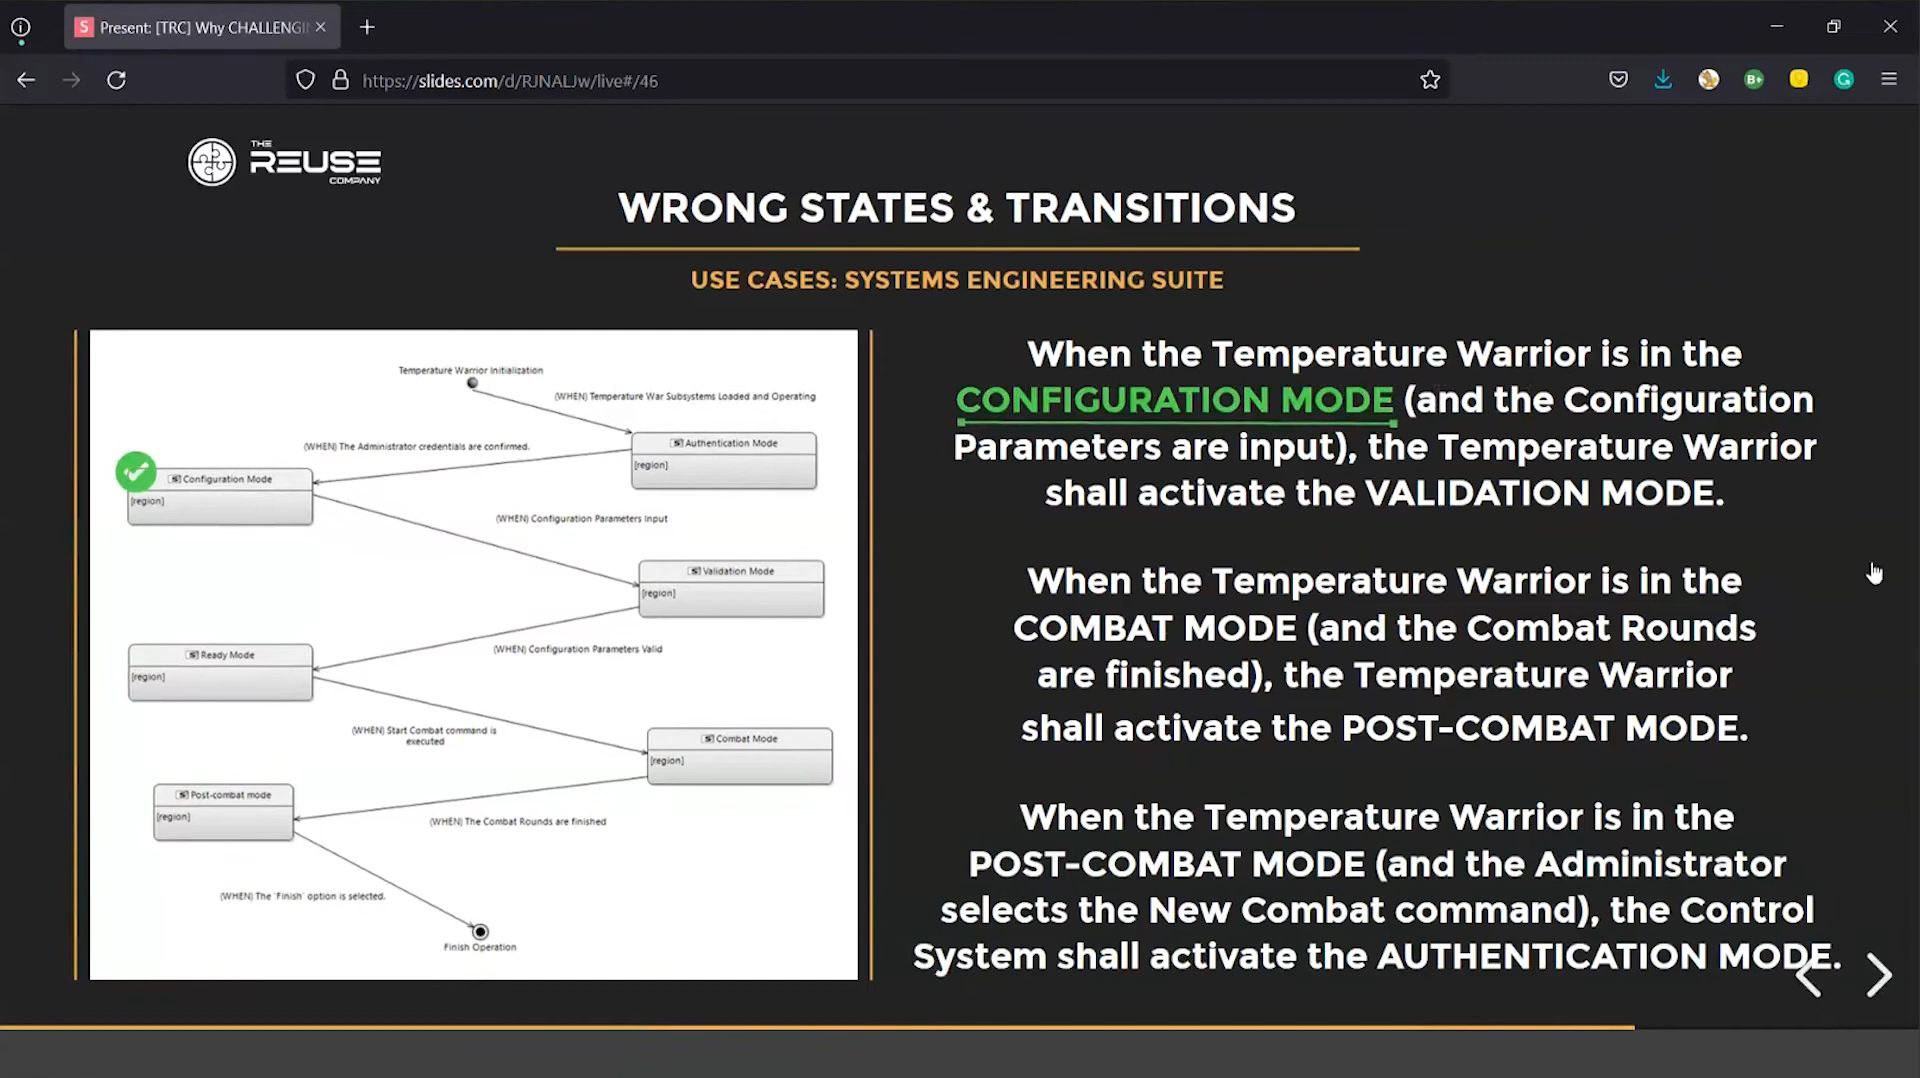 Present: [TRC] Why CHALLENGI
https://slides.com/d/RJNALJw/live#/46
THE
REUSE
COMPANY
WRONG STATES & TRANSITIONS
USE CASES: SYSTEMS ENGINEERING SUITE
Temperature Warrior Initialization
(WHEN) Temperature War Subsystems Loaded and Operating
Authentication Mode
[region]
(WHEN) The Administrator credentials are confirmed.
Configuration Mode
[region]
(WHEN) Configuration Parameters Input
Validation Mode
[region]
(WHEN) Configuration Parameters Valid
Ready Mode
[region]
(WHEN) Start Combat command is
executed
Combat Mode
[region]
(WHEN) The Combat Rounds are finished
Post-combat mode
[region]
(WHEN) The 'Finish' option is selected.
Finish Operation
When the Temperature Warrior is in the
CONFIGURATION MODE (and the Configuration
Parameters are input), the Temperature Warrior
shall activate the VALIDATION MODE.
When the Temperature Warrior is in the
COMBAT MODE (and the Combat Rounds
are finished), the Temperature Warrior
shall activate the POST-COMBAT MODE.
When the Temperature Warrior is in the
POST-COMBAT MODE (and the Administrator
selects the New Combat command), the Control
System shall activate the AUTHENTICATION MODE.